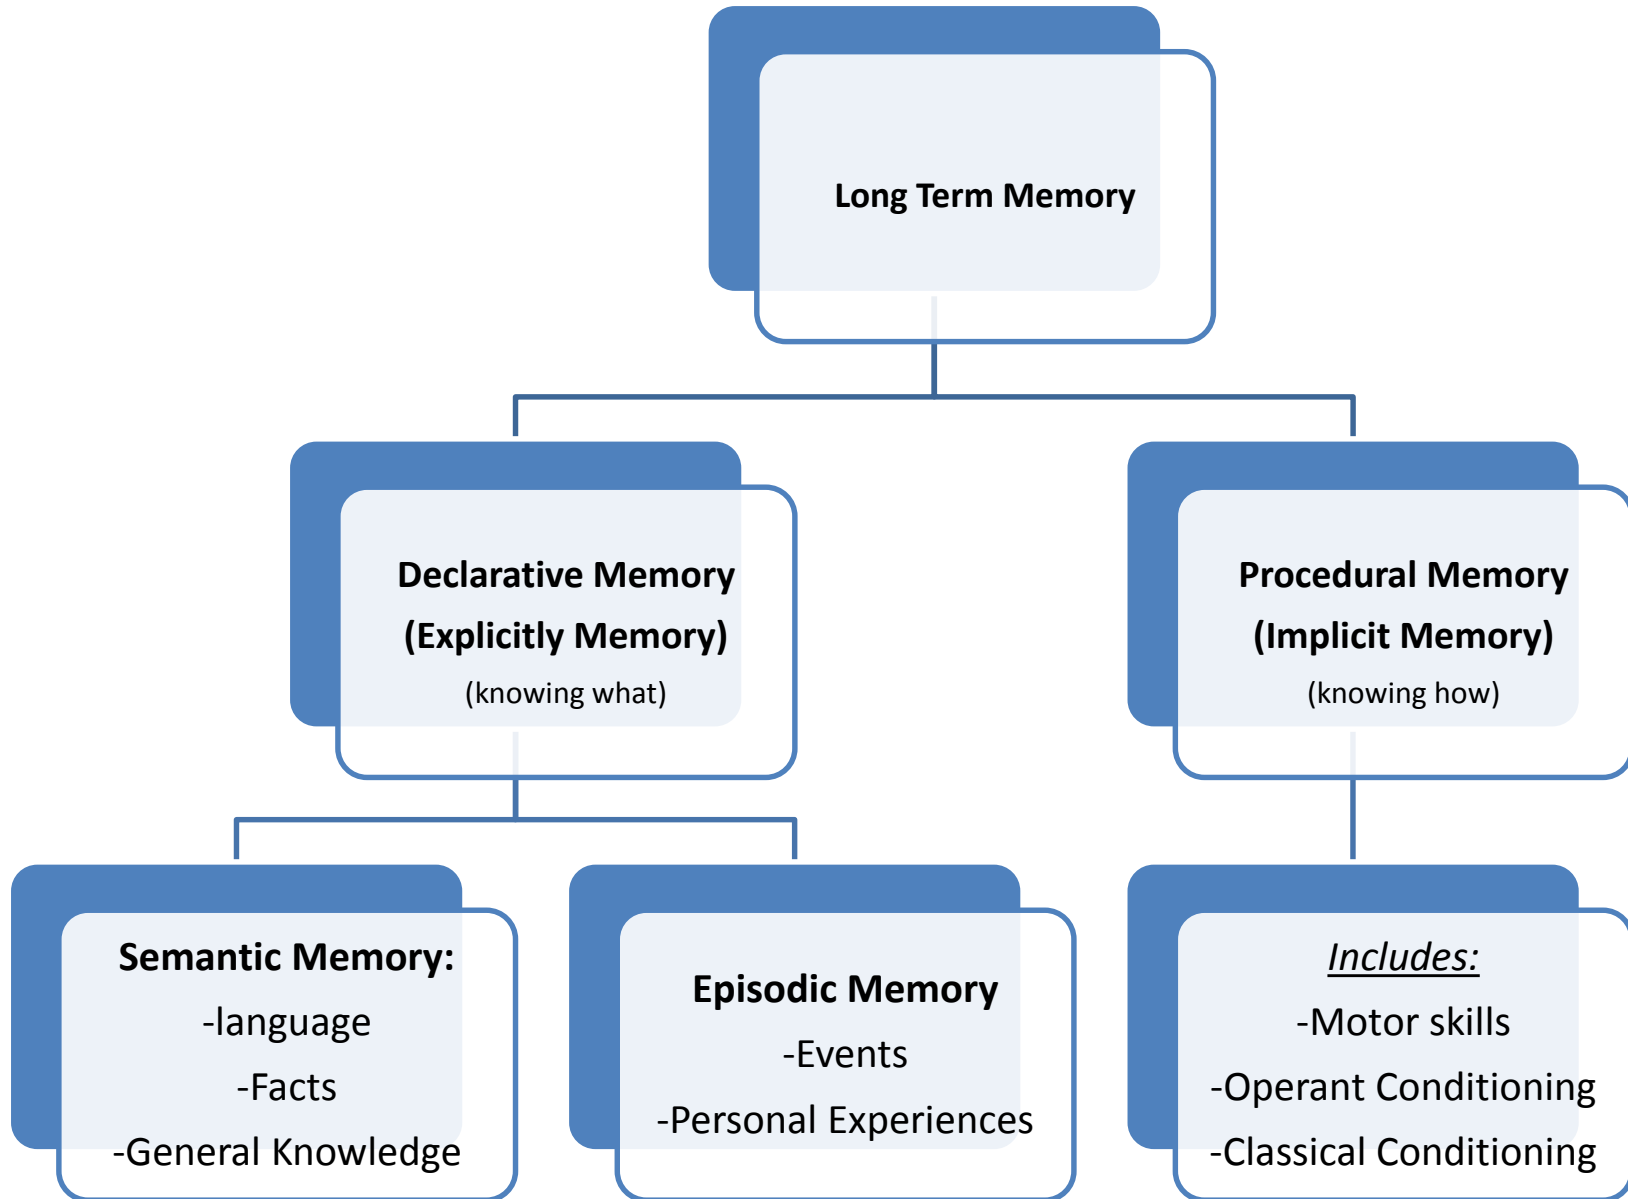 Long Term Memory
Declarative Memory
(Explicitly Memory)
(knowing what)
Procedural Memory
(Implicit Memory)
(knowing how)
Semantic Memory:
-language
-Facts
-General Knowledge
Episodic Memory
-Events
-Personal Experiences
Includes:
-Motor skills
-Operant Conditioning
-Classical Conditioning